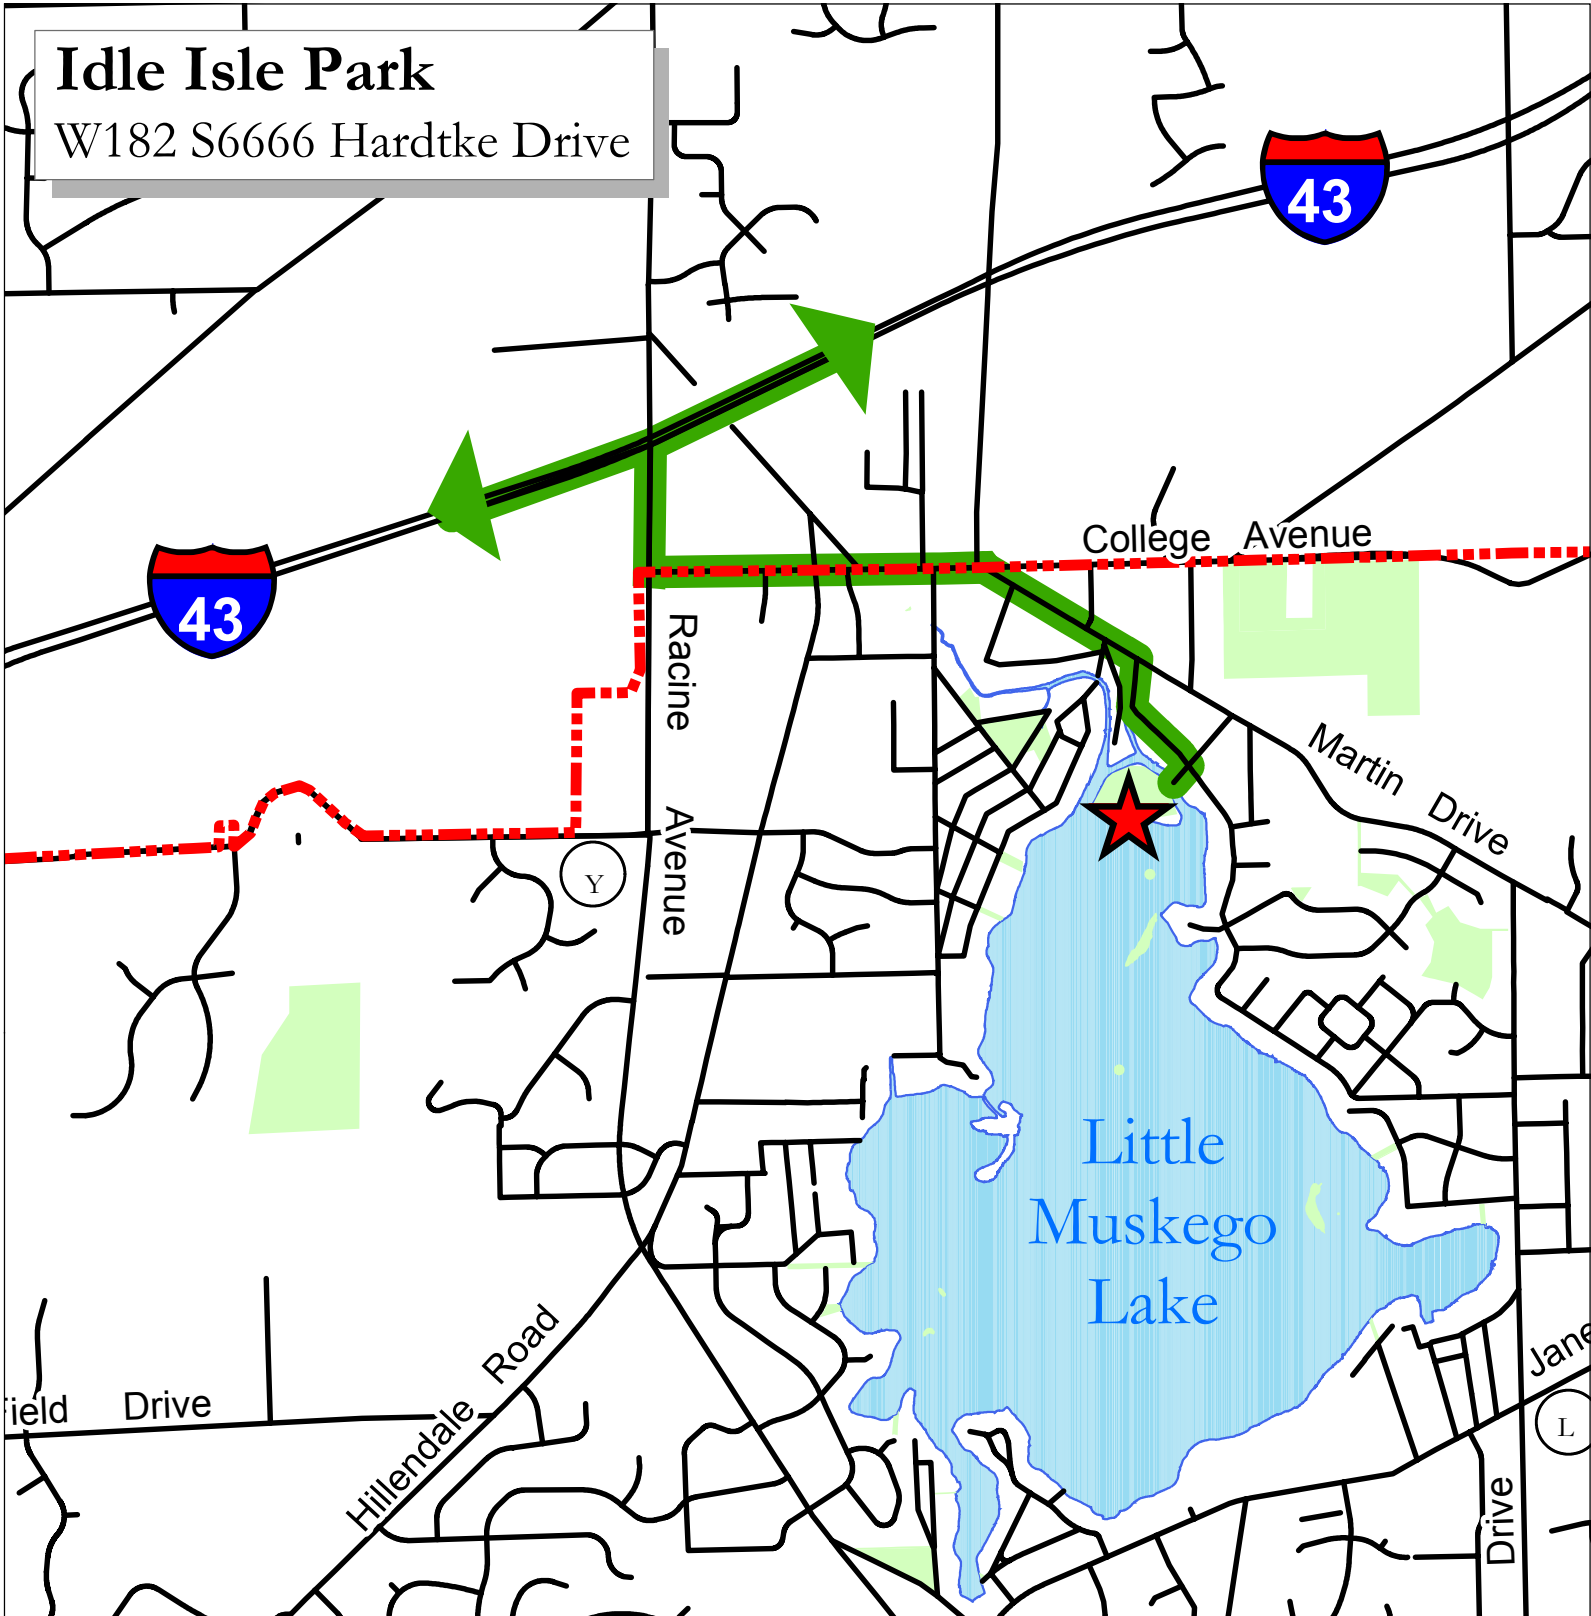 Idle Isle Park
W182 S6666 Hardtke Drive
43
College Avenue
43
Racine Avenue
Martin Drive
Y
Little
Muskego
Lake
Hillendale Road
Drive
Jane
L
Drive